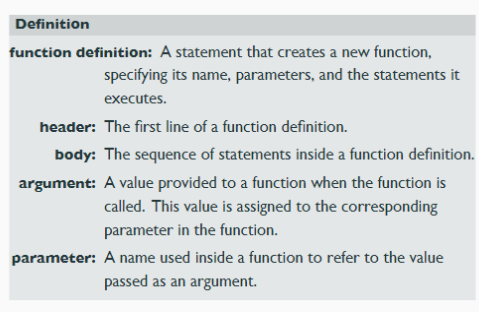 Definition
function definition: A statement that creates a new function,
specifying its name, parameters, and the statements it
executes.
header: The first line of a function definition.
body: The sequence of statements inside a function definition.
argument: A value provided to a function when the function is
called. This value is assigned to the corresponding
parameter in the function.
parameter: A name used inside a function to refer to the value
passed as an argument.